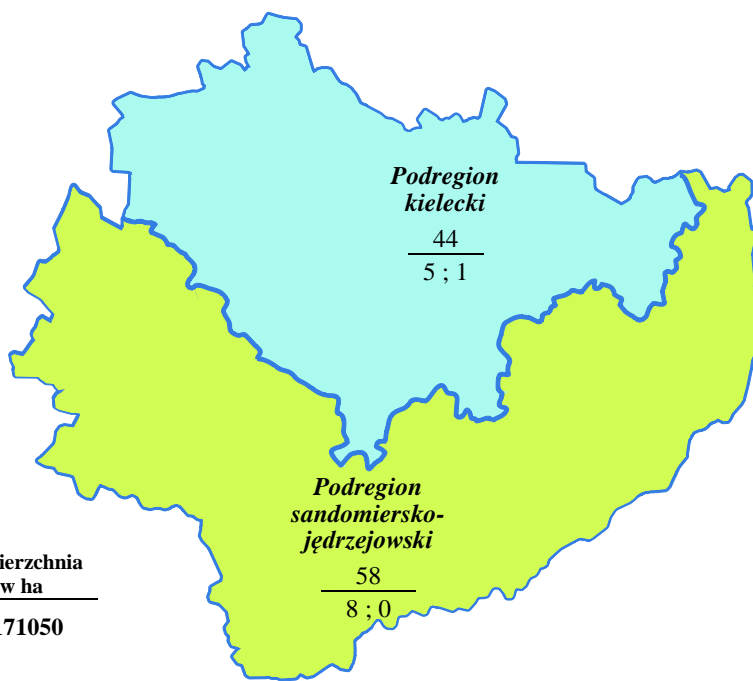 Podregion
kielecki
44
5 ; 1
Podregion
sandomiersko-
jędrzejowski
58
8 ; 0
ierzchnia
w ha
171050